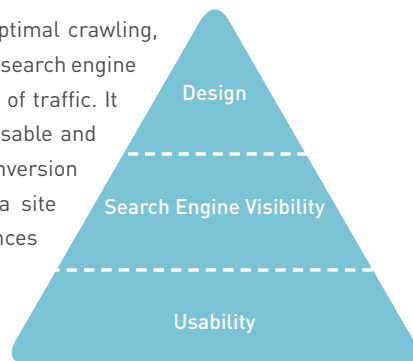 ptimal crawling,
search engine
of traffic. It
sable and
nversion
a site
nces
Design
Search Engine Visibility
Usability